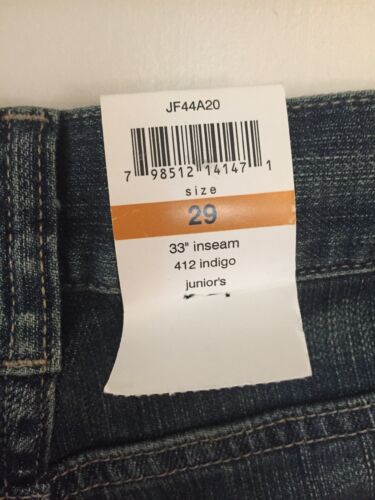 JF44A20
7 98512 14147 1
size
29
33" inseam
412 indigo
junior's